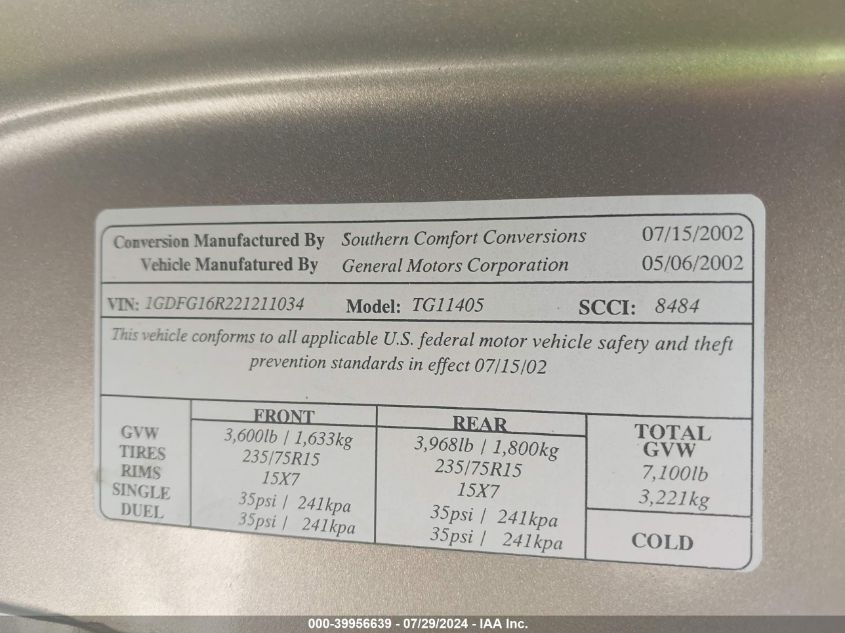 Conversion Manufactured By Southern Comfort Conversions 07/15/2002
Vehicle Manufatured By General Motors Corporation 05/06/2002
VIN: 1GDFG16R221211034 Model: TG11405 SCCI: 8484
This vehicle conforms to all applicable U.S. federal motor vehicle safety and theft
prevention standards in effect 07/15/02
FRONT REAR TOTAL
GVW 3,600lb / 1,633kg 3,968lb / 1,800kg GVW
TIRES 235/75R15 235/75R15 7,100lb
RIMS 15X7 15X7 3,221kg
SINGLE 35psi / 241kpa 35psi / 241kpa
DUEL 35psi / 241kpa 35psi / 241kpa COLD
000-39956639 - 07/29/2024 - IAA Inc.